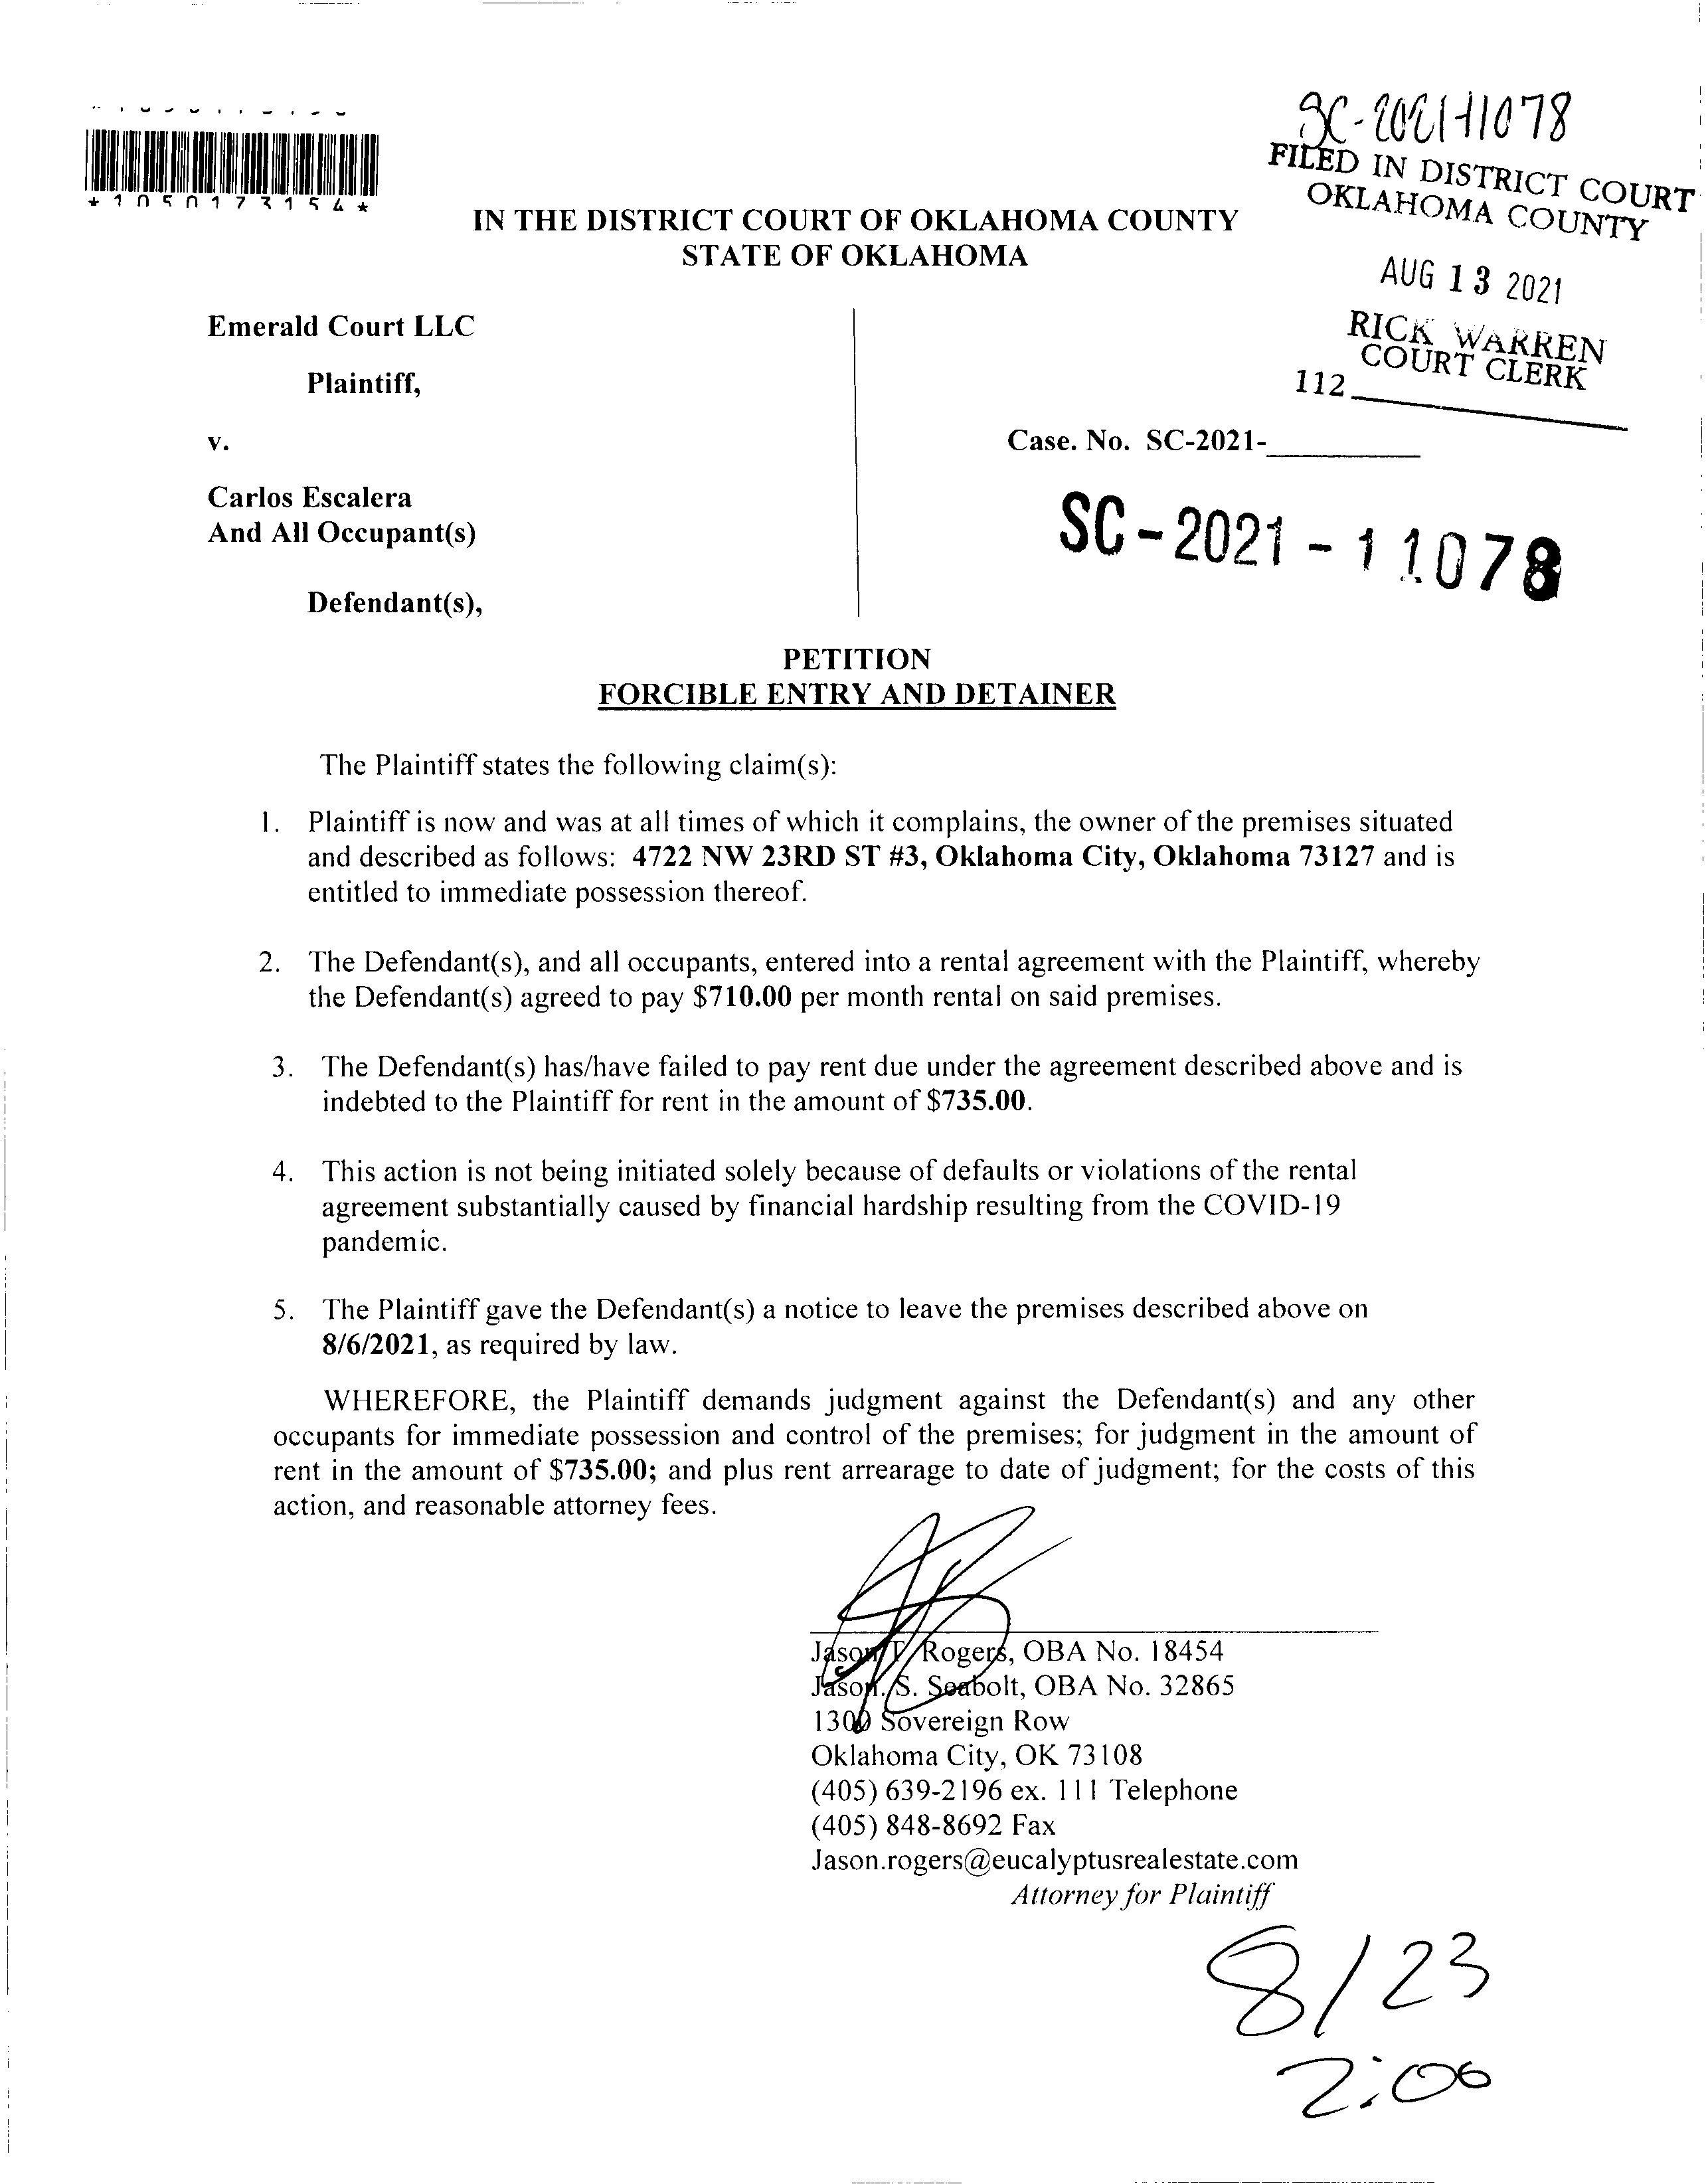 SC-2021-11078
FILED IN DISTRICT COURT
OKLAHOMA COUNTY
*1050173154*
IN THE DISTRICT COURT OF OKLAHOMA COUNTY
STATE OF OKLAHOMA
AUG 13 2021
RICK WARREN
COURT CLERK
112
Emerald Court LLC
Plaintiff,
v.
Case. No. SC-2021-__________
Carlos Escalera
And All Occupant(s)
SC-2021-11078
Defendant(s),
PETITION
FORCIBLE ENTRY AND DETAINER
The Plaintiff states the following claim(s):
1. Plaintiff is now and was at all times of which it complains, the owner of the premises situated
and described as follows: 4722 NW 23RD ST #3, Oklahoma City, Oklahoma 73127 and is
entitled to immediate possession thereof.
2. The Defendant(s), and all occupants, entered into a rental agreement with the Plaintiff, whereby
the Defendant(s) agreed to pay $710.00 per month rental on said premises.
3. The Defendant(s) has/have failed to pay rent due under the agreement described above and is
indebted to the Plaintiff for rent in the amount of $735.00.
4. This action is not being initiated solely because of defaults or violations of the rental
agreement substantially caused by financial hardship resulting from the COVID-19
pandemic.
5. The Plaintiff gave the Defendant(s) a notice to leave the premises described above on
8/6/2021, as required by law.
WHEREFORE, the Plaintiff demands judgment against the Defendant(s) and any other
occupants for immediate possession and control of the premises; for judgment in the amount of
rent in the amount of $735.00; and plus rent arrearage to date of judgment; for the costs of this
action, and reasonable attorney fees.
Jason T. Rogers, OBA No. 18454
Jason. S. Seabolt, OBA No. 32865
1300 Sovereign Row
Oklahoma City, OK 73108
(405) 639-2196 ex. 111 Telephone
(405) 848-8692 Fax
Jason.rogers@eucalyptusrealestate.com
Attorney for Plaintiff
8/23
2:00